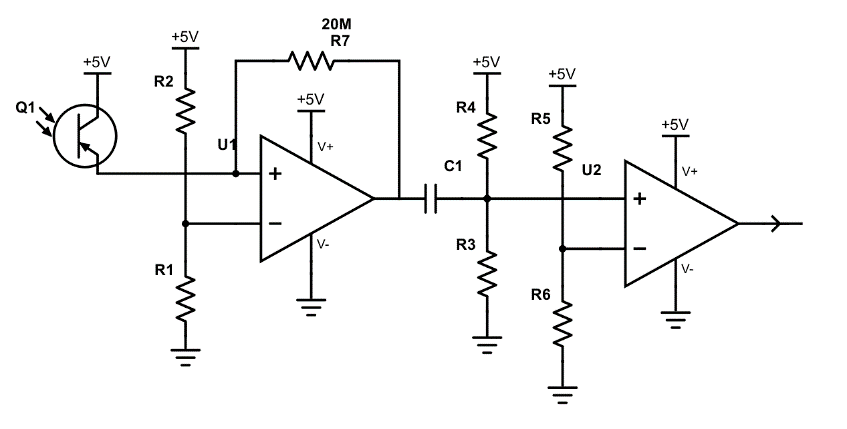 20M
R7
+5V
+5V
R2
Q1
+5V
U1
V+
+
−
V-
R1
+5V
R4
C1
R3
+5V
R5
U2
R6
+5V
V+
+
−
V-